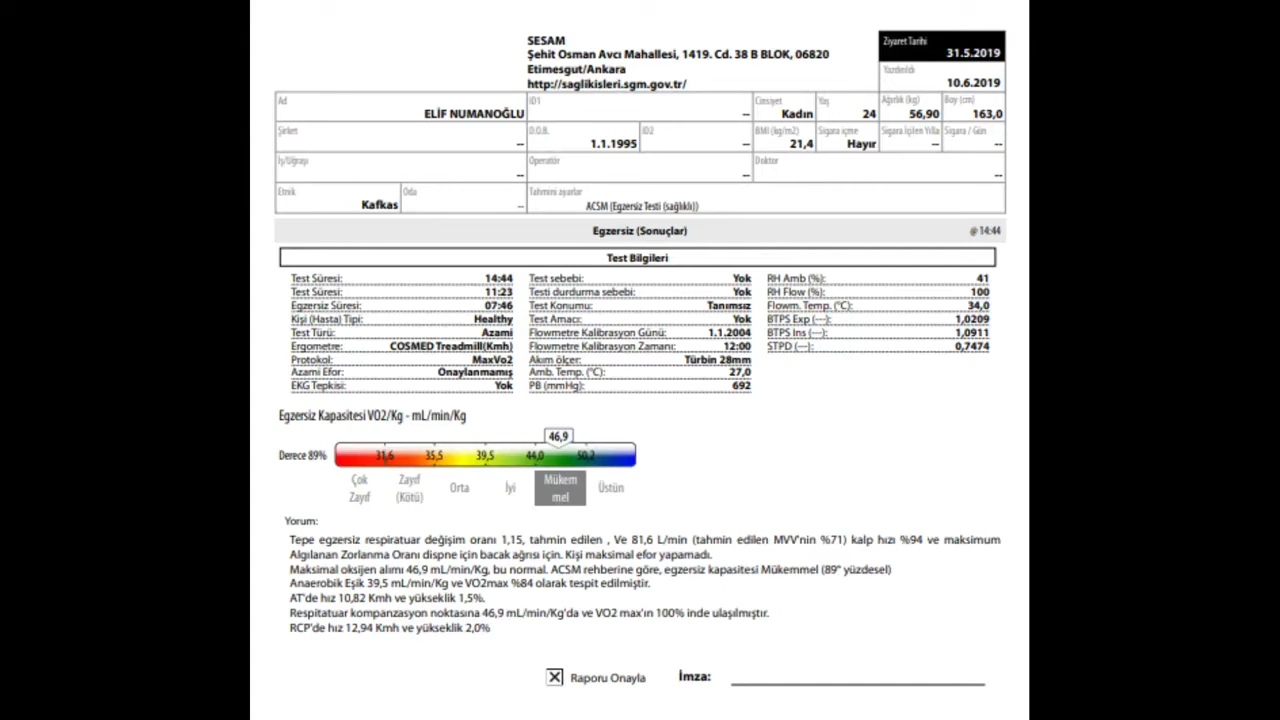 SESAM
Şehit Osman Avcı Mahallesi, 1419. Cd. 38 B BLOK, 06820
Etimesgut/Ankara
http://saglikisleri.sgm.gov.tr/
Ziyaret Tarihi
31.5.2019
Yazdırıldı
10.6.2019
Ad ELİF NUMANOĞLU ID1 -- Cinsiyet Kadın Yaş 24 Ağırlık (kg) 56,90 Boy (cm) 163,0
Şirket -- D.O.B. 1.1.1995 ID2 -- BMI (kg/m2) 21,4 Sigara içme Hayır Sigara İçilen Yılla -- Sigara / Gün --
İş/Uğraşı -- Operatör -- Doktor --
Etnik Kafkas Oda -- Tahmini ayarlar ACSM (Egzersiz Testi (sağlıklı))
Egzersiz (Sonuçlar) @ 14:44
Test Bilgileri
Test Süresi: 14:44 Test sebebi: Yok RH Amb (%): 41
Test Süresi: 11:23 Testi durdurma sebebi: Yok RH Flow (%): 100
Egzersiz Süresi: 07:46 Test Konumu: Tanımsız Flowm. Temp. (°C): 34,0
Kişi (Hasta) Tipi: Healthy Test Amacı: Yok BTPS Exp (---): 1,0209
Test Türü: Azami Flowmetre Kalibrasyon Günü: 1.1.2004 BTPS Ins (---): 1,0911
Ergometre: COSMED Treadmill(Kmh) Flowmetre Kalibrasyon Zamanı: 12:00 STPD (---): 0,7474
Protokol: MaxVo2 Akım ölçer: Türbin 28mm
Azami Efor: Onaylanmamış Amb. Temp. (°C): 27,0
EKG Tepkisi: Yok PB (mmHg): 692
Egzersiz Kapasitesi VO2/Kg - mL/min/Kg
46,9
Derece 89% 31,6 35,5 39,5 44,0 50,2
Çok Zayıf Zayıf (Kötü) Orta İyi Mükem mel Üstün
Yorum:
Tepe egzersiz respiratuar değişim oranı 1,15, tahmin edilen , Ve 81,6 L/min (tahmin edilen MVV'nin %71) kalp hızı %94 ve maksimum
Algılanan Zorlanma Oranı dispne için bacak ağrısı için. Kişi maksimal efor yapamadı.
Maksimal oksijen alımı 46,9 mL/min/Kg, bu normal. ACSM rehberine göre, egzersiz kapasitesi Mükemmel (89° yüzdesel)
Anaerobik Eşik 39,5 mL/min/Kg ve VO2max %84 olarak tespit edilmiştir.
AT'de hız 10,82 Kmh ve yükseklik 1,5%.
Respitatuar kompanzasyon noktasına 46,9 mL/min/Kg'da ve VO2 max'ın 100% inde ulaşılmıştır.
RCP'de hız 12,94 Kmh ve yükseklik 2,0%
Raporu Onayla İmza: